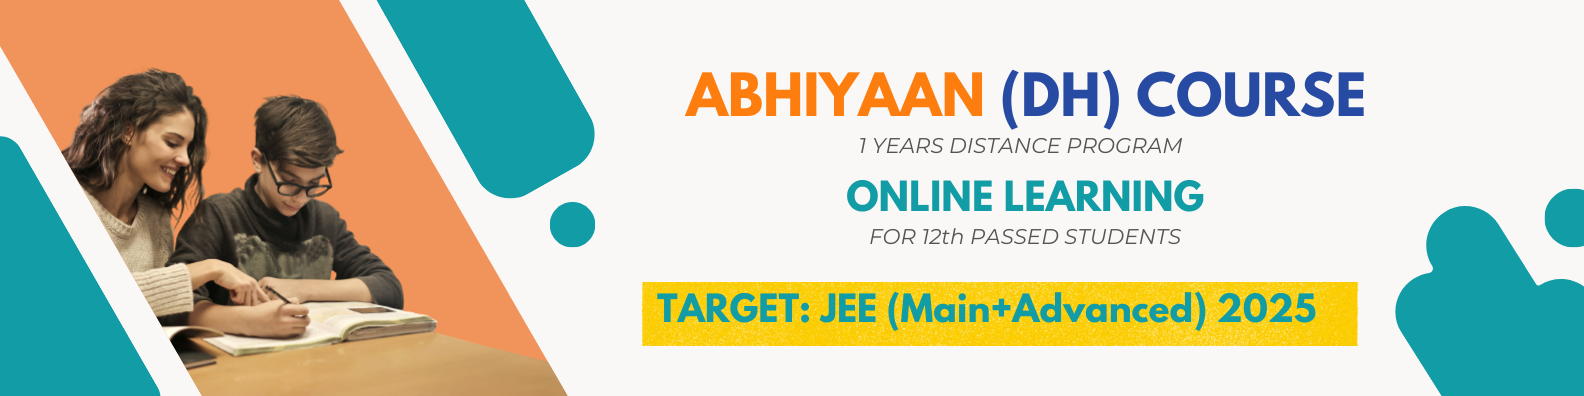 ABHIYAAN (DH) COURSE
1 YEARS DISTANCE PROGRAM
ONLINE LEARNING
FOR 12th PASSED STUDENTS
TARGET: JEE (Main+Advanced) 2025